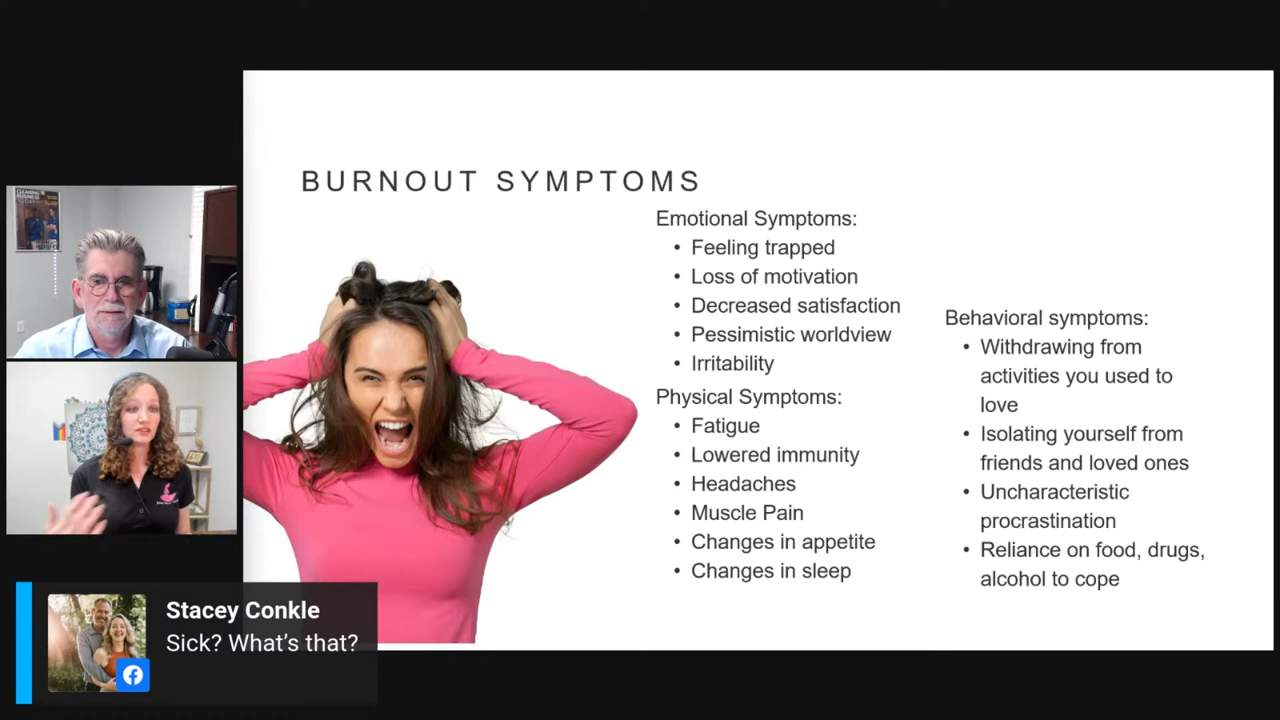 BURNOUT SYMPTOMS
Emotional Symptoms:
• Feeling trapped
• Loss of motivation
• Decreased satisfaction
• Pessimistic worldview
• Irritability
Physical Symptoms:
• Fatigue
• Lowered immunity
• Headaches
• Muscle Pain
• Changes in appetite
• Changes in sleep
Behavioral symptoms:
• Withdrawing from
activities you used to
love
• Isolating yourself from
friends and loved ones
• Uncharacteristic
procrastination
• Reliance on food, drugs,
alcohol to cope
CLEANING
BUSINESS
TODAY
Stacey Conkle
Sick? What’s that?